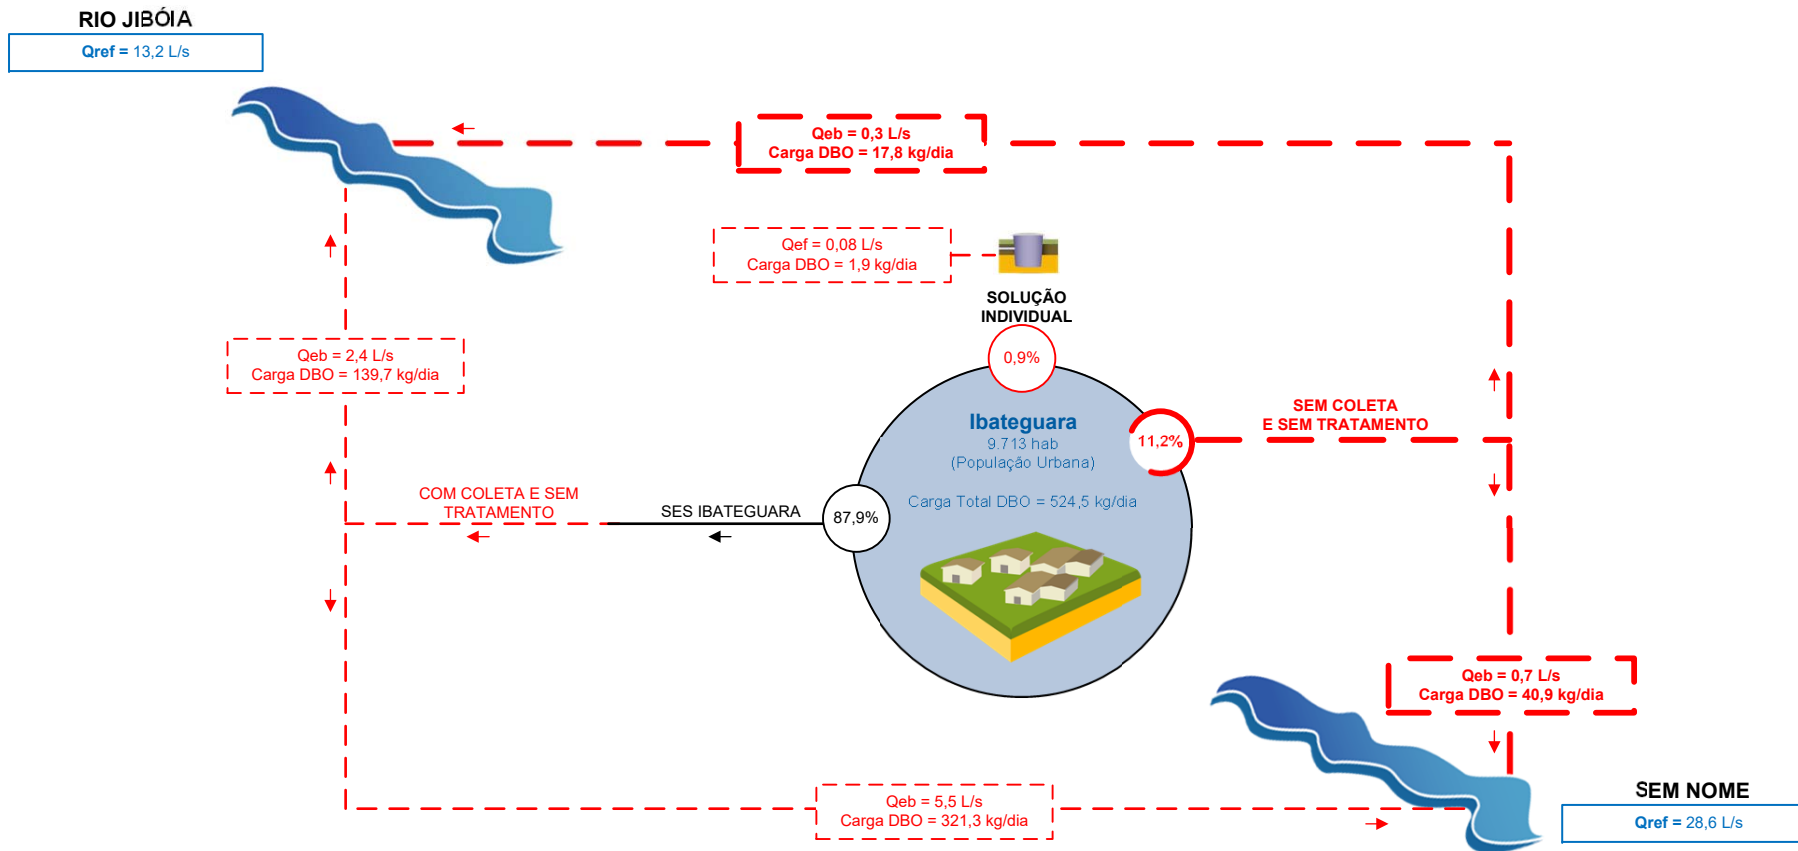 RIO JIBÓIA
Qref = 13,2 L/s
Qeb = 0,3 L/s
Carga DBO = 17,8 kg/dia
Qef = 0,08 L/s
Carga DBO = 1,9 kg/dia
SOLUÇÃO
INDIVIDUAL
0,9%
Qeb = 2,4 L/s
Carga DBO = 139,7 kg/dia
Ibateguara
9.713 hab
(População Urbana)
Carga Total DBO = 524,5 kg/dia
11,2%
SEM COLETA
E SEM TRATAMENTO
COM COLETA E SEM
TRATAMENTO
SES IBATEGUARA
87,9%
Qeb = 0,7 L/s
Carga DBO = 40,9 kg/dia
Qeb = 5,5 L/s
Carga DBO = 321,3 kg/dia
SEM NOME
Qref = 28,6 L/s